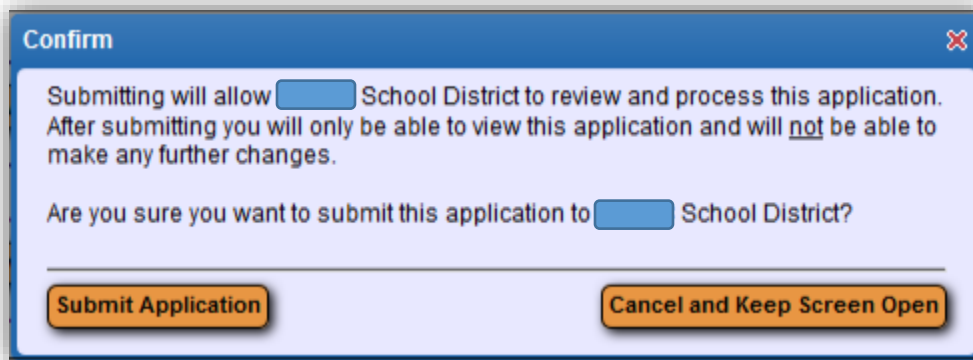 Confirm
Submitting will allow School District to review and process this application.
After submitting you will only be able to view this application and will not be able to
make any further changes.
Are you sure you want to submit this application to School District?
Submit Application
Cancel and Keep Screen Open